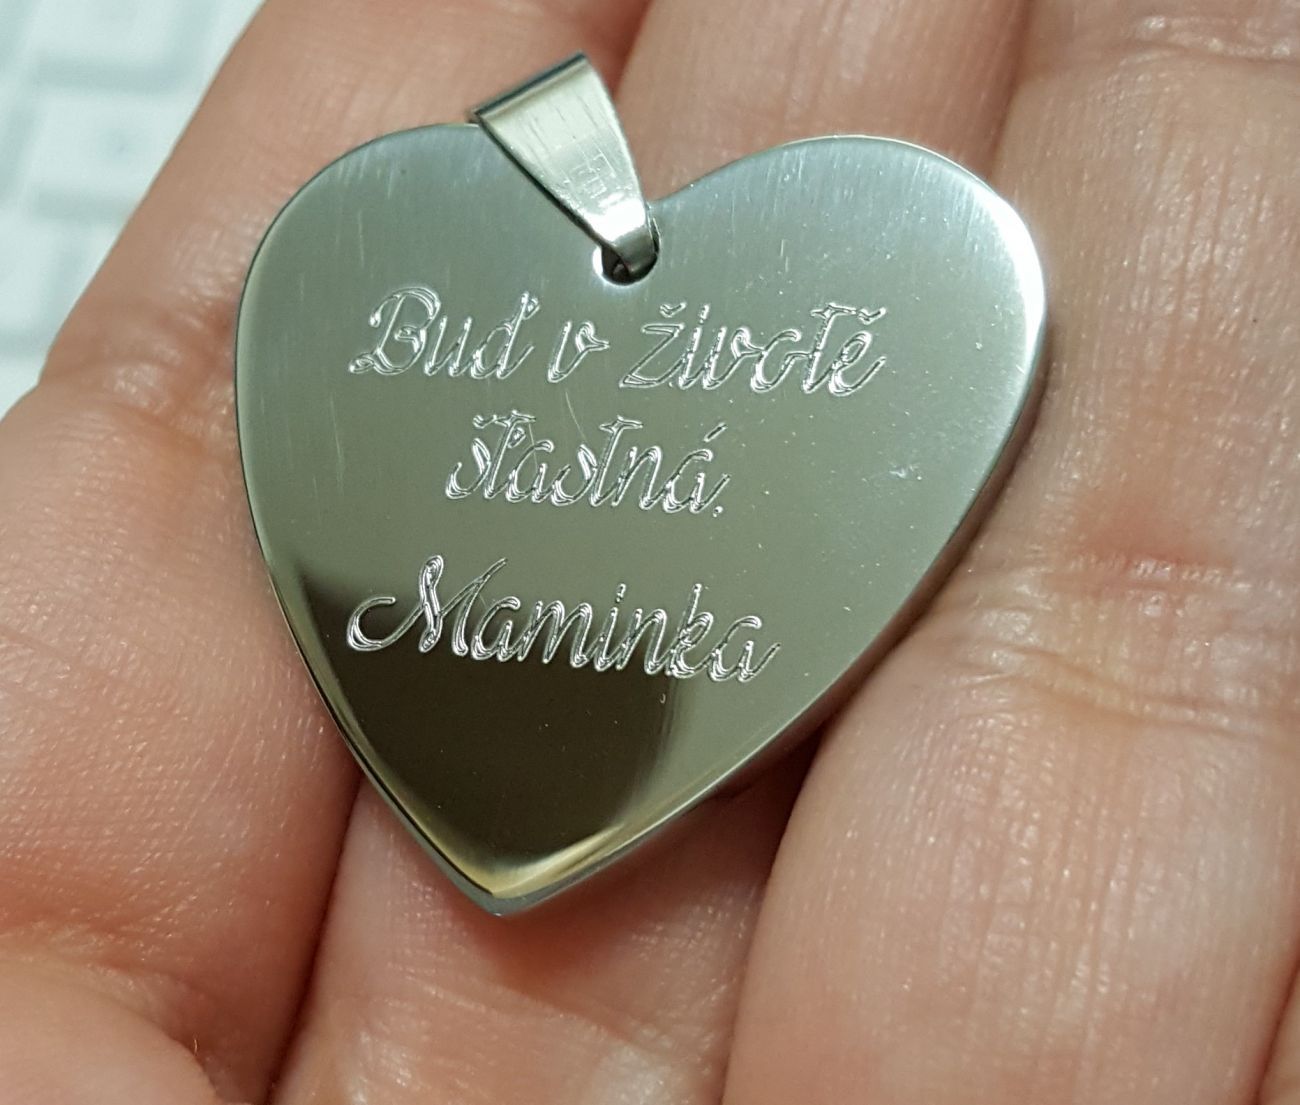 Buď v životě
šťastná.
Maminka